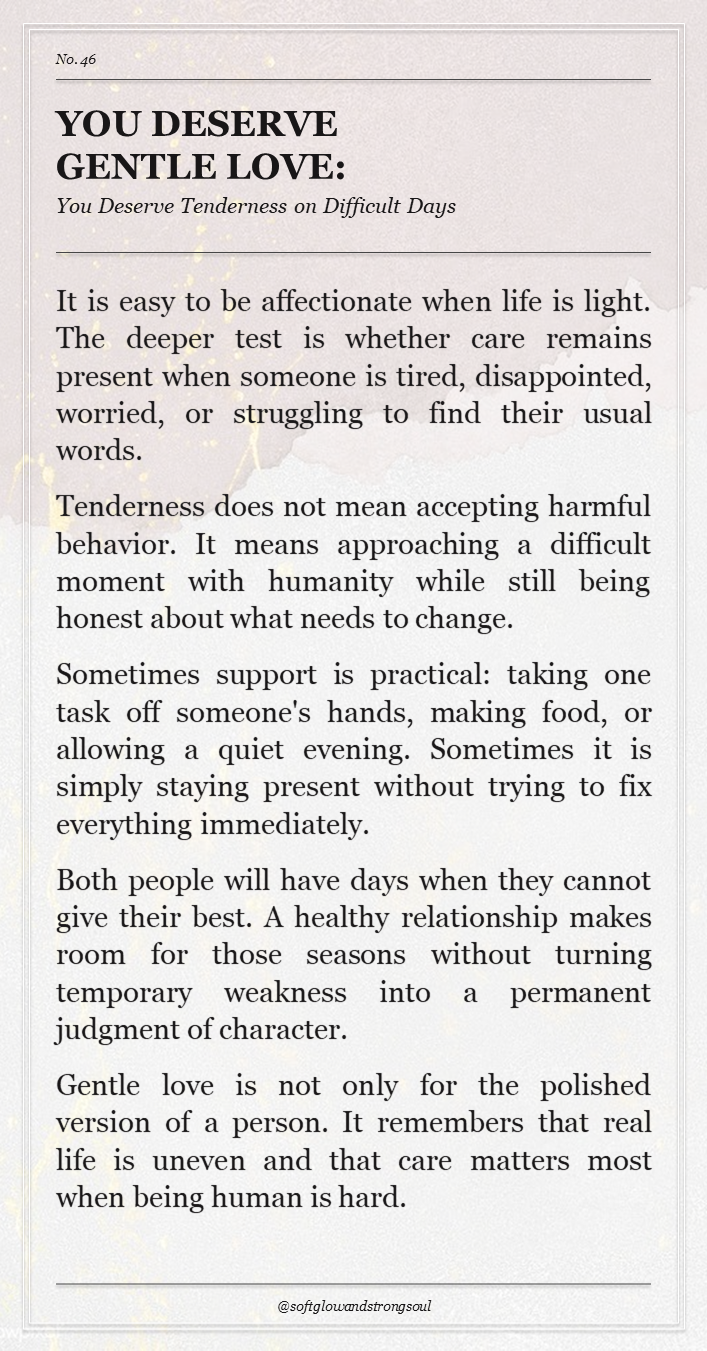 No.46
YOU DESERVE
GENTLE LOVE:
You Deserve Tenderness on Difficult Days
It is easy to be affectionate when life is light.
The deeper test is whether care remains
present when someone is tired, disappointed,
worried, or struggling to find their usual
words.
Tenderness does not mean accepting harmful
behavior. It means approaching a difficult
moment with humanity while still being
honest about what needs to change.
Sometimes support is practical: taking one
task off someone's hands, making food, or
allowing a quiet evening. Sometimes it is
simply staying present without trying to fix
everything immediately.
Both people will have days when they cannot
give their best. A healthy relationship makes
room for those seasons without turning
temporary weakness into a permanent
judgment of character.
Gentle love is not only for the polished
version of a person. It remembers that real
life is uneven and that care matters most
when being human is hard.
@softglowandstrongsoul